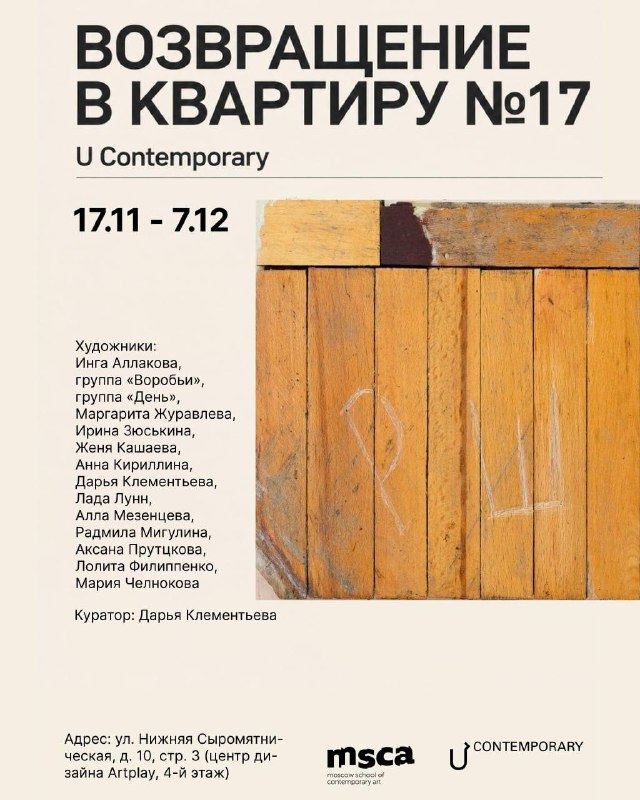 ВОЗВРАЩЕНИЕ
В КВАРТИРУ №17
U Contemporary
17.11 - 7.12
Художники:
Инга Аллакова,
группа «Воробьи»,
группа «День»,
Маргарита Журавлева,
Ирина Зюськина,
Женя Кашаева,
Анна Кириллина,
Дарья Клементьева,
Лада Лунн,
Алла Мезенцева,
Радмила Мигулина,
Аксана Прутцкова,
Лолита Филиппенко,
Мария Челнокова
Куратор: Дарья Клементьева
Р Ш
Адрес: ул. Нижняя Сыромятни-
ческая, д. 10, стр. 3 (центр ди-
зайна Artplay, 4-й этаж)
msca
moscow school of
contemporary art
U CONTEMPORARY